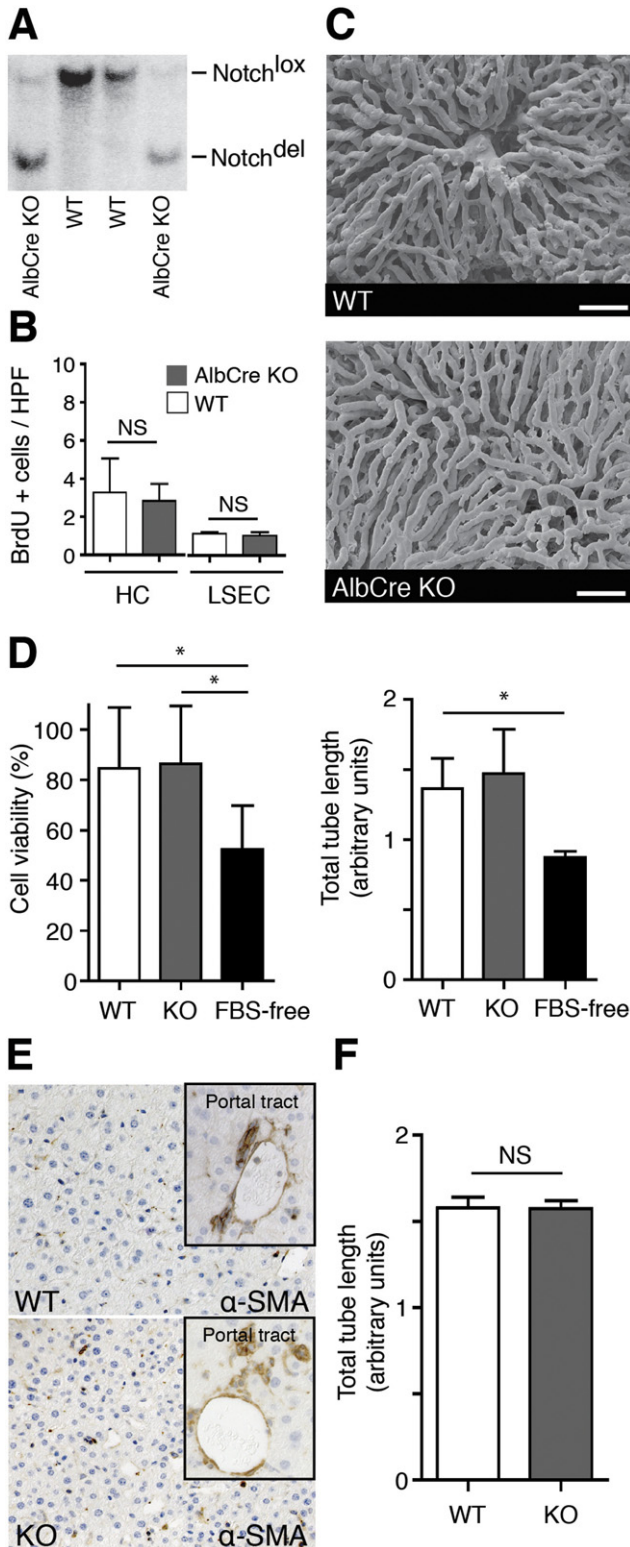 A
Notch lox
Notch del
AlbCre KO
WT
WT
AlbCre KO
B
BrdU + cells / HPF
10
8
6
4
2
0
AlbCre KO
WT
NS
NS
HC
LSEC
C
WT
AlbCre KO
D
Cell viability (%)
100
80
60
40
20
0
*
*
WT KO FBS-free
Total tube length
(arbitrary units)
2
1
0
*
WT KO FBS-free
E
Portal tract
WT
α-SMA
Portal tract
KO
α-SMA
F
Total tube length
(arbitrary units)
2
1
0
NS
WT KO